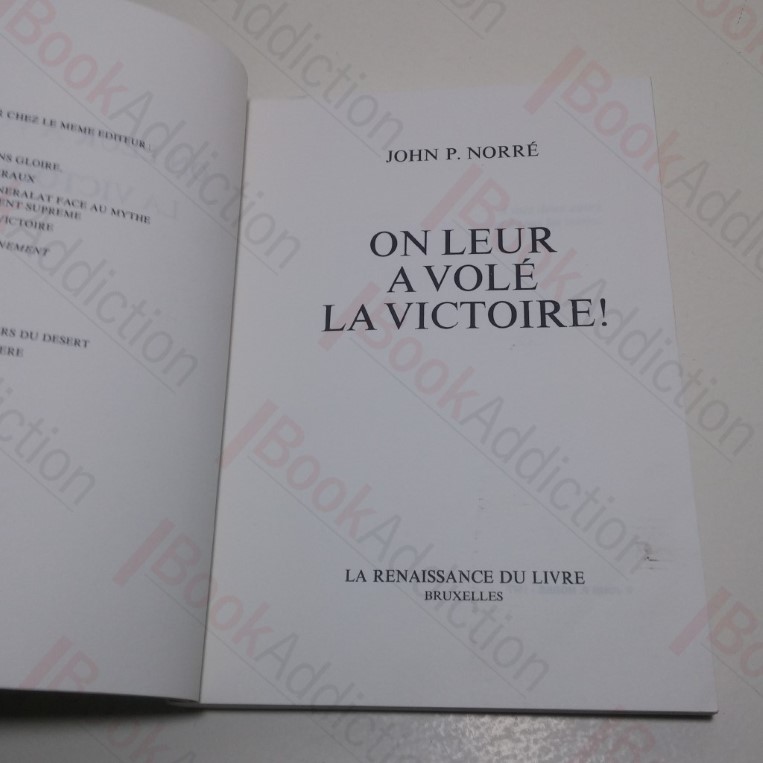 CHEZ LE MEME EDITEUR :
NS GLOIRE,
RAUX
NERALAT FACE AU MYTHE
ENT SUPREME
VICTOIRE
NEMENT
RS DU DESERT
ERE
JOHN P. NORRÉ
ON LEUR
A VOLÉ
LA VICTOIRE!
LA RENAISSANCE DU LIVRE
BRUXELLES
BookAddiction